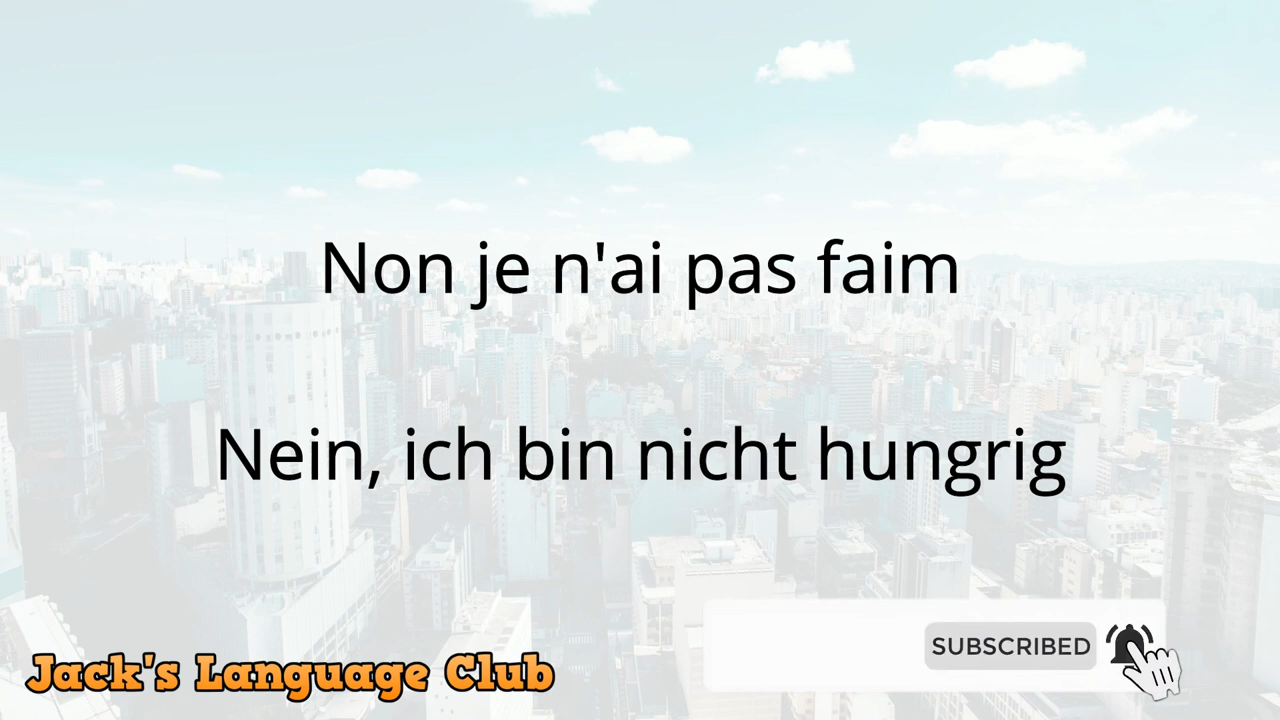 Non je n'ai pas faim
Nein, ich bin nicht hungrig
SUBSCRIBED
Jack's Language Club